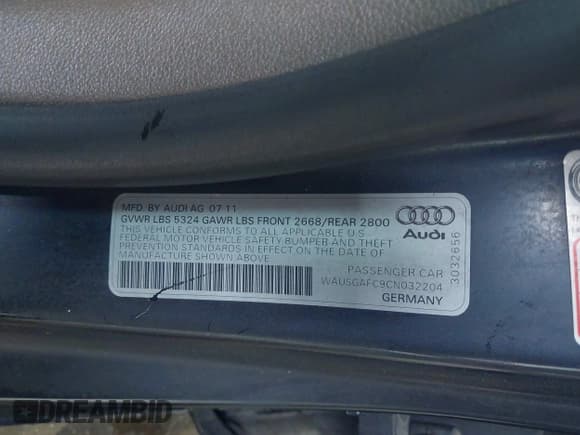 MFD. BY AUDI AG 07 11
GVWR LBS 5324 GAWR LBS FRONT 2668/REAR 2800
THIS VEHICLE CONFORMS TO ALL APPLICABLE U.S.
FEDERAL MOTOR VEHICLE SAFETY BUMPER-AND THEFT
PREVENTION STANDARDS IN EFFECT ON THE DATE OF
MANUFACTURE SHOWN ABOVE
Audi
3032656
PASSENGER CAR
WAUSGAFC9CN032204
GERMANY
DREAMBID